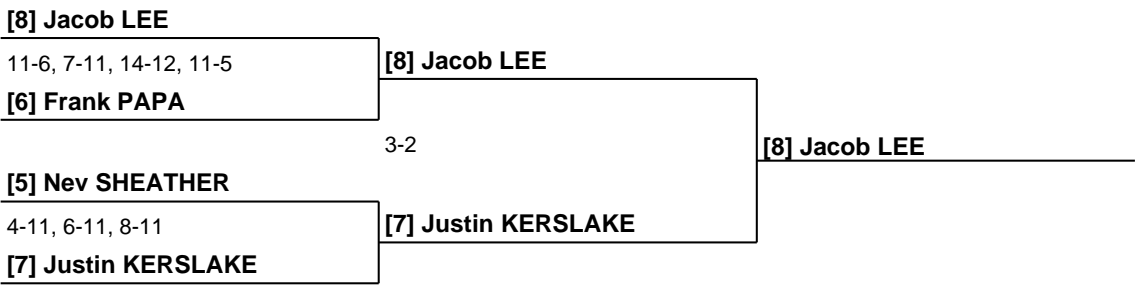 [8] Jacob LEE
11-6, 7-11, 14-12, 11-5
[8] Jacob LEE
[6] Frank PAPA
3-2
[8] Jacob LEE
[5] Nev SHEATHER
4-11, 6-11, 8-11
[7] Justin KERSLAKE
[7] Justin KERSLAKE